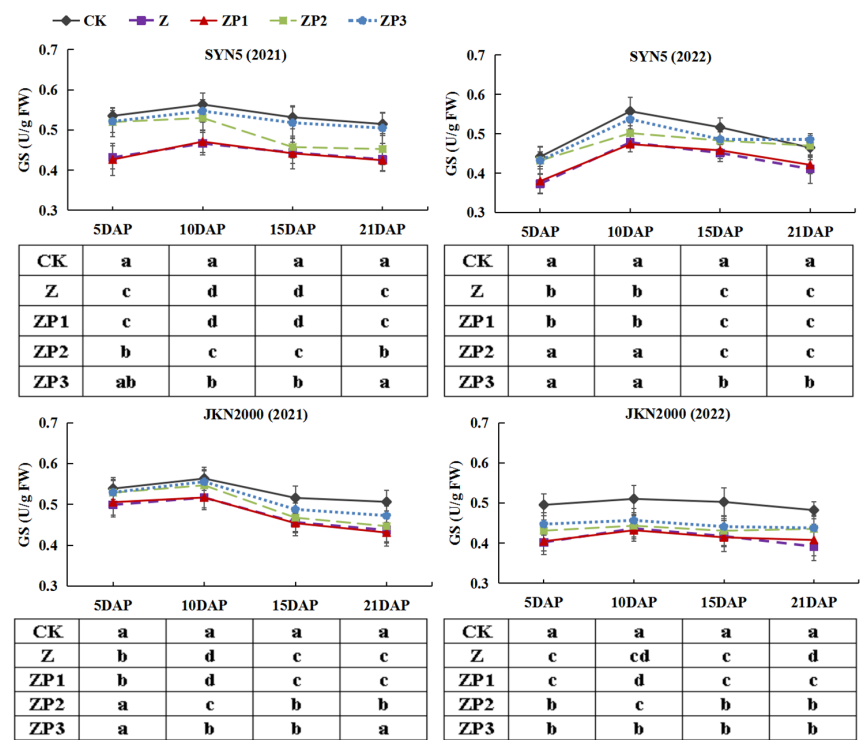 CK Z ZP1 ZP2 ZP3
SYN5 (2021)
GS (U/g FW)
0.7
0.6
0.5
0.4
0.3
5DAP 10DAP 15DAP 21DAP
CK a a a a
Z c d d c
ZP1 c d d c
ZP2 b c c b
ZP3 ab b b a
SYN5 (2022)
GS (U/g FW)
0.7
0.6
0.5
0.4
0.3
5DAP 10DAP 15DAP 21DAP
CK a a a a
Z b b c c
ZP1 b b c c
ZP2 a a c c
ZP3 a a b b
JKN2000 (2021)
GS (U/g FW)
0.7
0.6
0.5
0.4
0.3
5DAP 10DAP 15DAP 21DAP
CK a a a a
Z b d c c
ZP1 b d c c
ZP2 a c b b
ZP3 a b b a
JKN2000 (2022)
GS (U/g FW)
0.7
0.6
0.5
0.4
0.3
5DAP 10DAP 15DAP 21DAP
CK a a a a
Z c cd c d
ZP1 c d c c
ZP2 b c b b
ZP3 b b b b